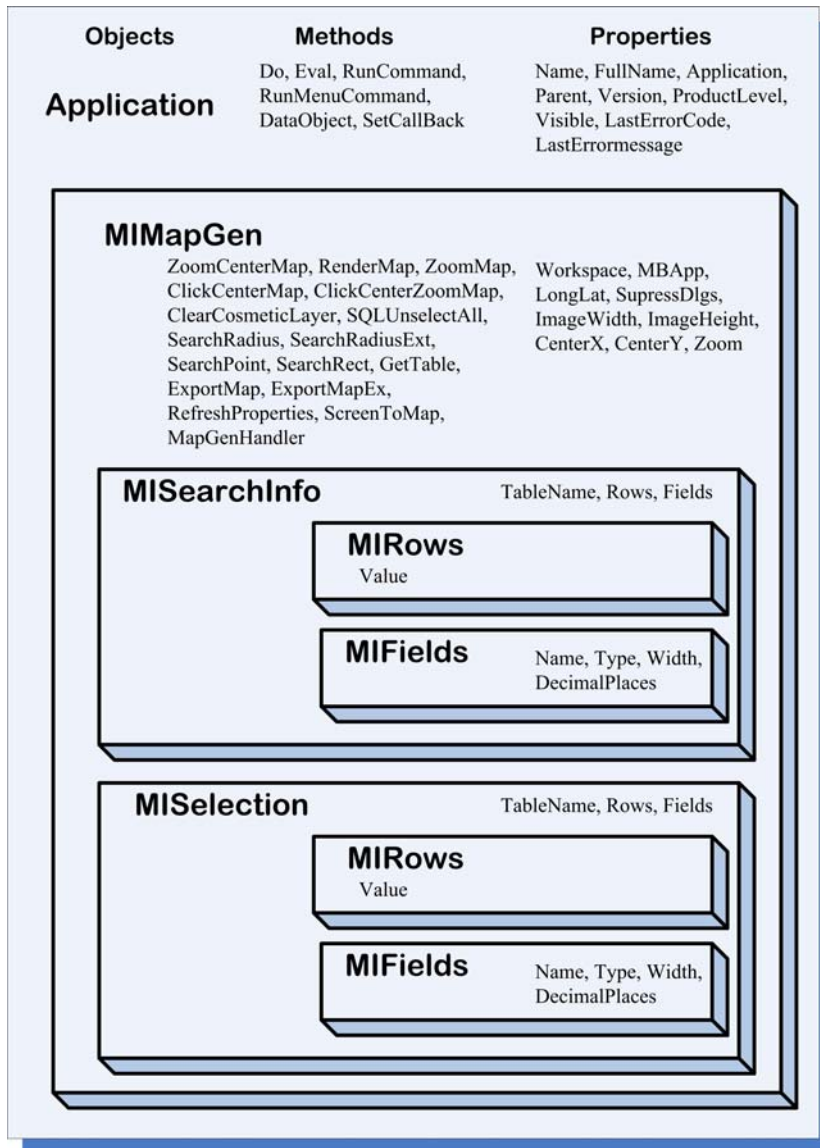 Objects Methods Properties
Application
Do, Eval, RunCommand,
RunMenuCommand,
DataObject, SetCallBack
Name, FullName, Application,
Parent, Version, ProductLevel,
Visible, LastErrorCode,
LastErrormessage
MIMapGen
ZoomCenterMap, RenderMap, ZoomMap,
ClickCenterMap, ClickCenterZoomMap,
ClearCosmeticLayer, SQLUnselectAll,
SearchRadius, SearchRadiusExt,
SearchPoint, SearchRect, GetTable,
ExportMap, ExportMapEx,
RefreshProperties, ScreenToMap,
MapGenHandler
Workspace, MBApp,
LongLat, SupressDlgs,
ImageWidth, ImageHeight,
CenterX, CenterY, Zoom
MISearchInfo
TableName, Rows, Fields
MIRows
Value
MIFields
Name, Type, Width,
DecimalPlaces
MISelection
TableName, Rows, Fields
MIRows
Value
MIFields
Name, Type, Width,
DecimalPlaces